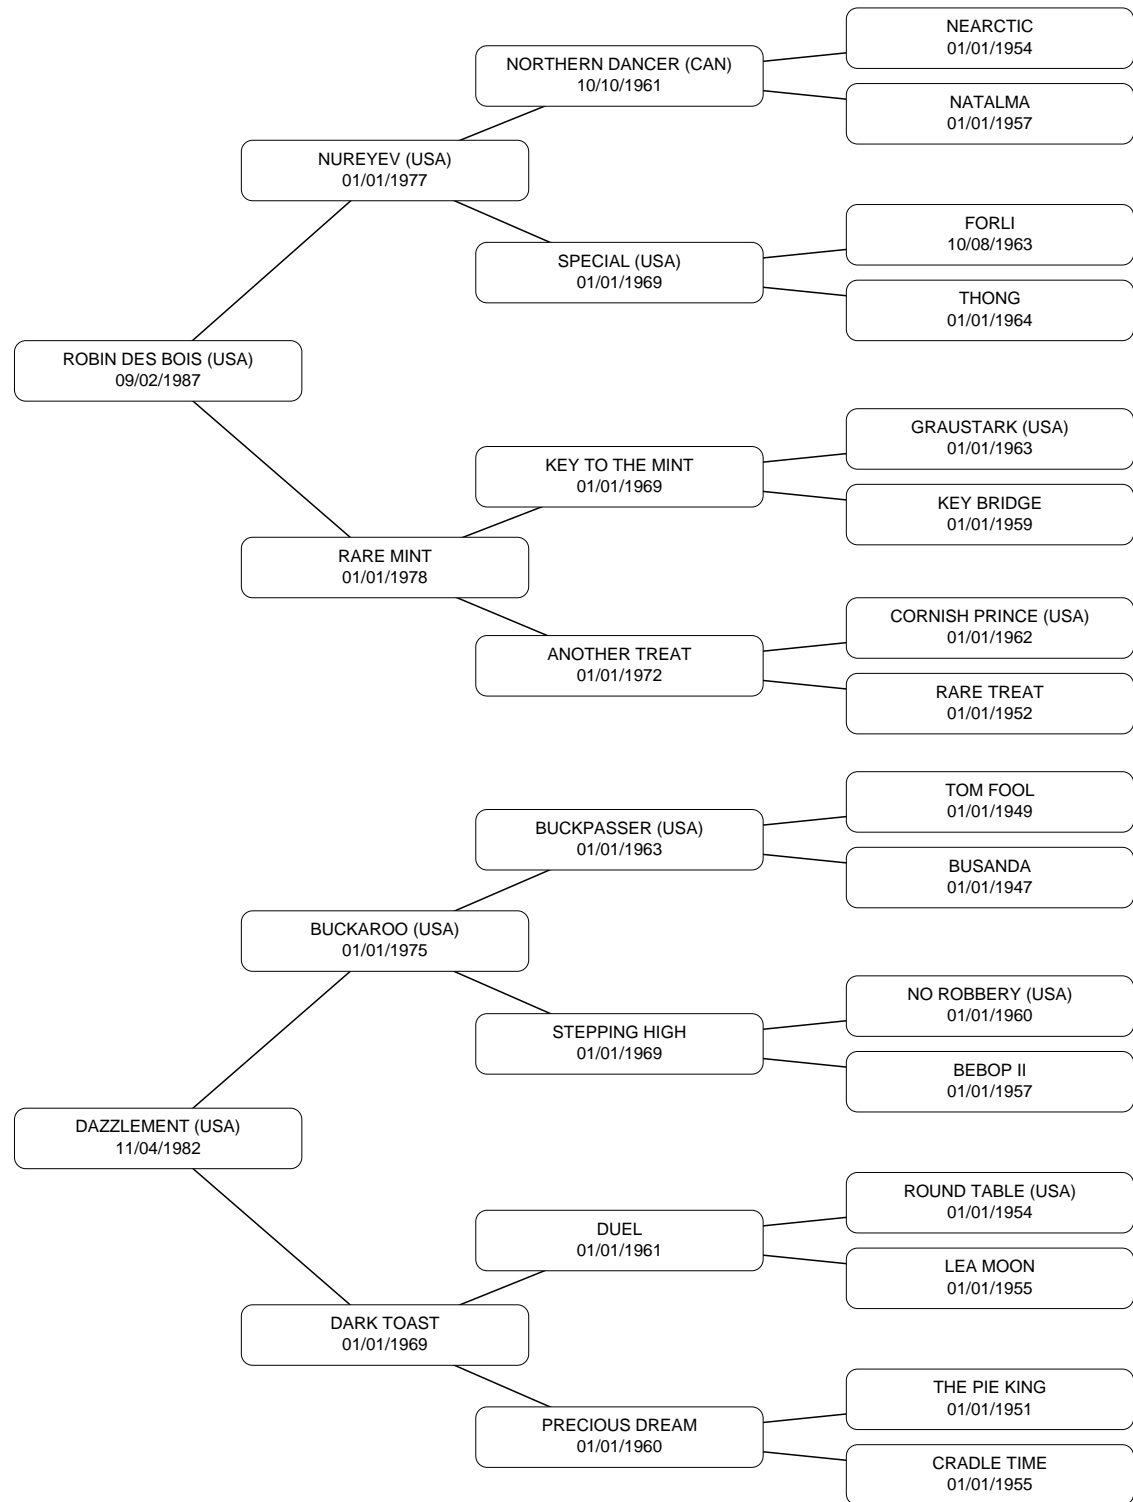 NEARCTIC
01/01/1954
NORTHERN DANCER (CAN)
10/10/1961
NATALMA
01/01/1957
NUREYEV (USA)
01/01/1977
FORLI
10/08/1963
SPECIAL (USA)
01/01/1969
THONG
01/01/1964
ROBIN DES BOIS (USA)
09/02/1987
GRAUSTARK (USA)
01/01/1963
KEY TO THE MINT
01/01/1969
KEY BRIDGE
01/01/1959
RARE MINT
01/01/1978
CORNISH PRINCE (USA)
01/01/1962
ANOTHER TREAT
01/01/1972
RARE TREAT
01/01/1952
TOM FOOL
01/01/1949
BUCKPASSER (USA)
01/01/1963
BUSANDA
01/01/1947
BUCKAROO (USA)
01/01/1975
NO ROBBERY (USA)
01/01/1960
STEPPING HIGH
01/01/1969
BEBOP II
01/01/1957
DAZZLEMENT (USA)
11/04/1982
ROUND TABLE (USA)
01/01/1954
DUEL
01/01/1961
LEA MOON
01/01/1955
DARK TOAST
01/01/1969
THE PIE KING
01/01/1951
PRECIOUS DREAM
01/01/1960
CRADLE TIME
01/01/1955